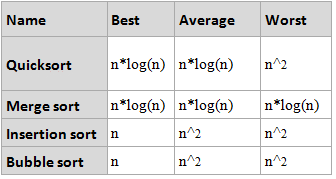 Name Best Average Worst
Quicksort n*log(n) n*log(n) n^2
Merge sort n*log(n) n*log(n) n*log(n)
Insertion sort n n^2 n^2
Bubble sort n n^2 n^2